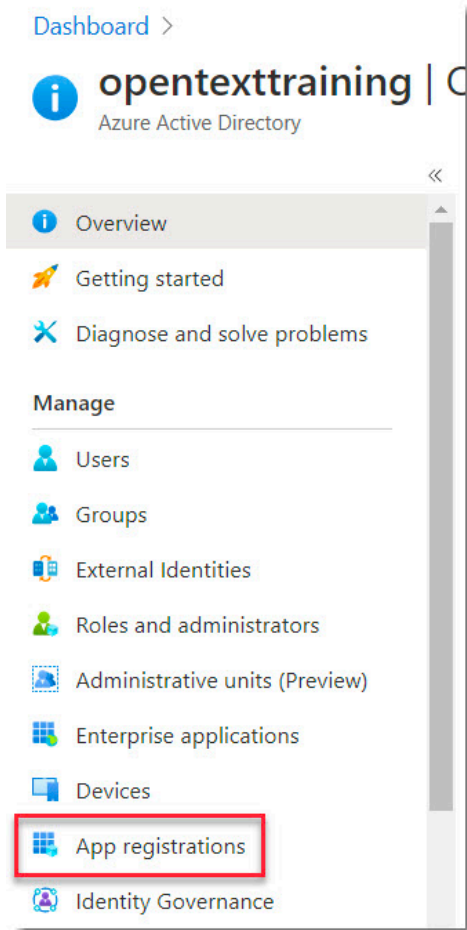 Dashboard >
opentexttraining | 
Azure Active Directory
«
Overview
Getting started
Diagnose and solve problems
Manage
Users
Groups
External Identities
Roles and administrators
Administrative units (Preview)
Enterprise applications
Devices
App registrations
Identity Governance